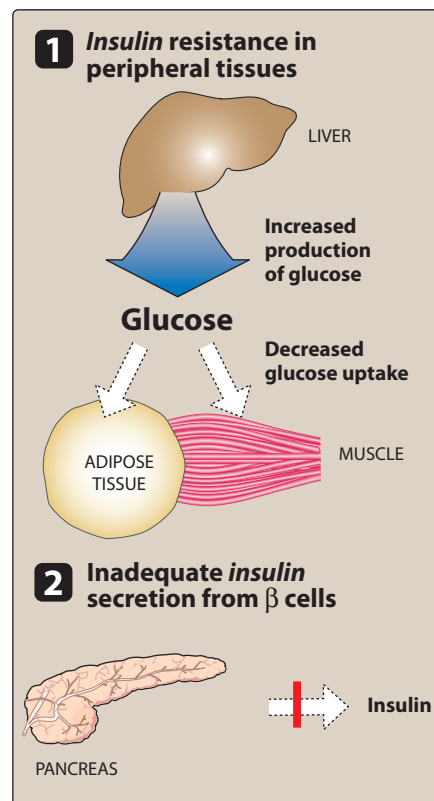 1 Insulin resistance in
peripheral tissues
LIVER
Increased
production
of glucose
Glucose
Decreased
glucose uptake
ADIPOSE
TISSUE
MUSCLE
2 Inadequate insulin
secretion from β cells
Insulin
PANCREAS